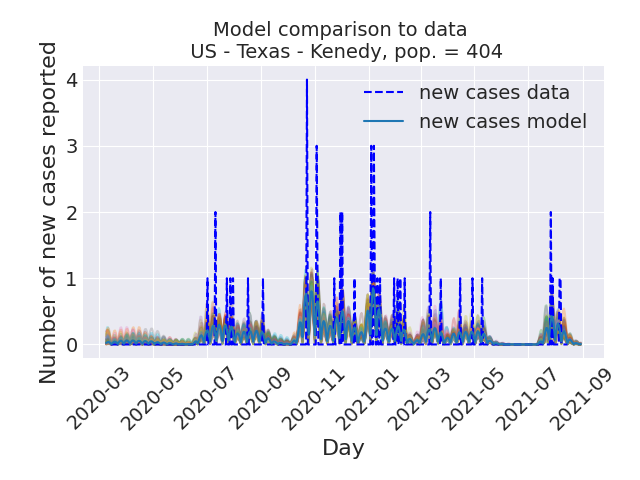 Model comparison to data
US - Texas - Kenedy, pop. = 404
Number of new cases reported
4
3
2
1
0
new cases data
new cases model
2020-03
2020-05
2020-07
2020-09
2020-11
2021-01
2021-03
2021-05
2021-07
2021-09
Day